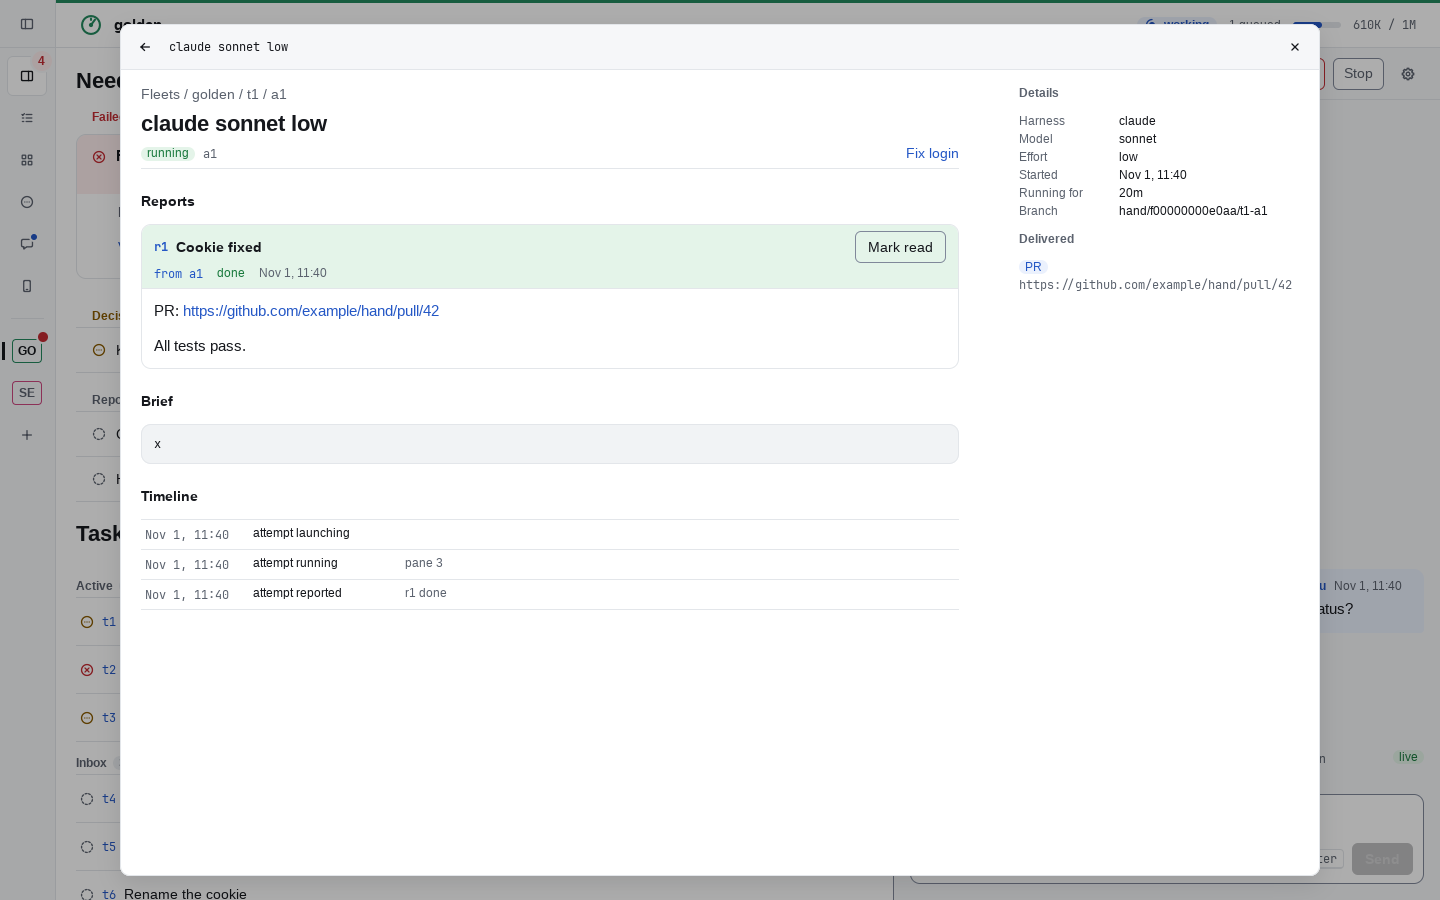 golden
working
1 queued
610K / 1M
4
claude sonnet low
Stop
Fleets / golden / t1 / a1
claude sonnet low
running
a1
Fix login
Reports
r1 Cookie fixed
Mark read
from a1 done Nov 1, 11:40
PR: https://github.com/example/hand/pull/42
All tests pass.
Brief
x
Timeline
Nov 1, 11:40 attempt launching
Nov 1, 11:40 attempt running pane 3
Nov 1, 11:40 attempt reported r1 done
Details
Harness claude
Model sonnet
Effort low
Started Nov 1, 11:40
Running for 20m
Branch hand/f00000000e0aa/t1-a1
Delivered
PR
https://github.com/example/hand/pull/42
GO
SE
Active
t1
t2
t3
Inbox
t4
t5
t6 Rename the cookie
Nov 1, 11:40
live
Send